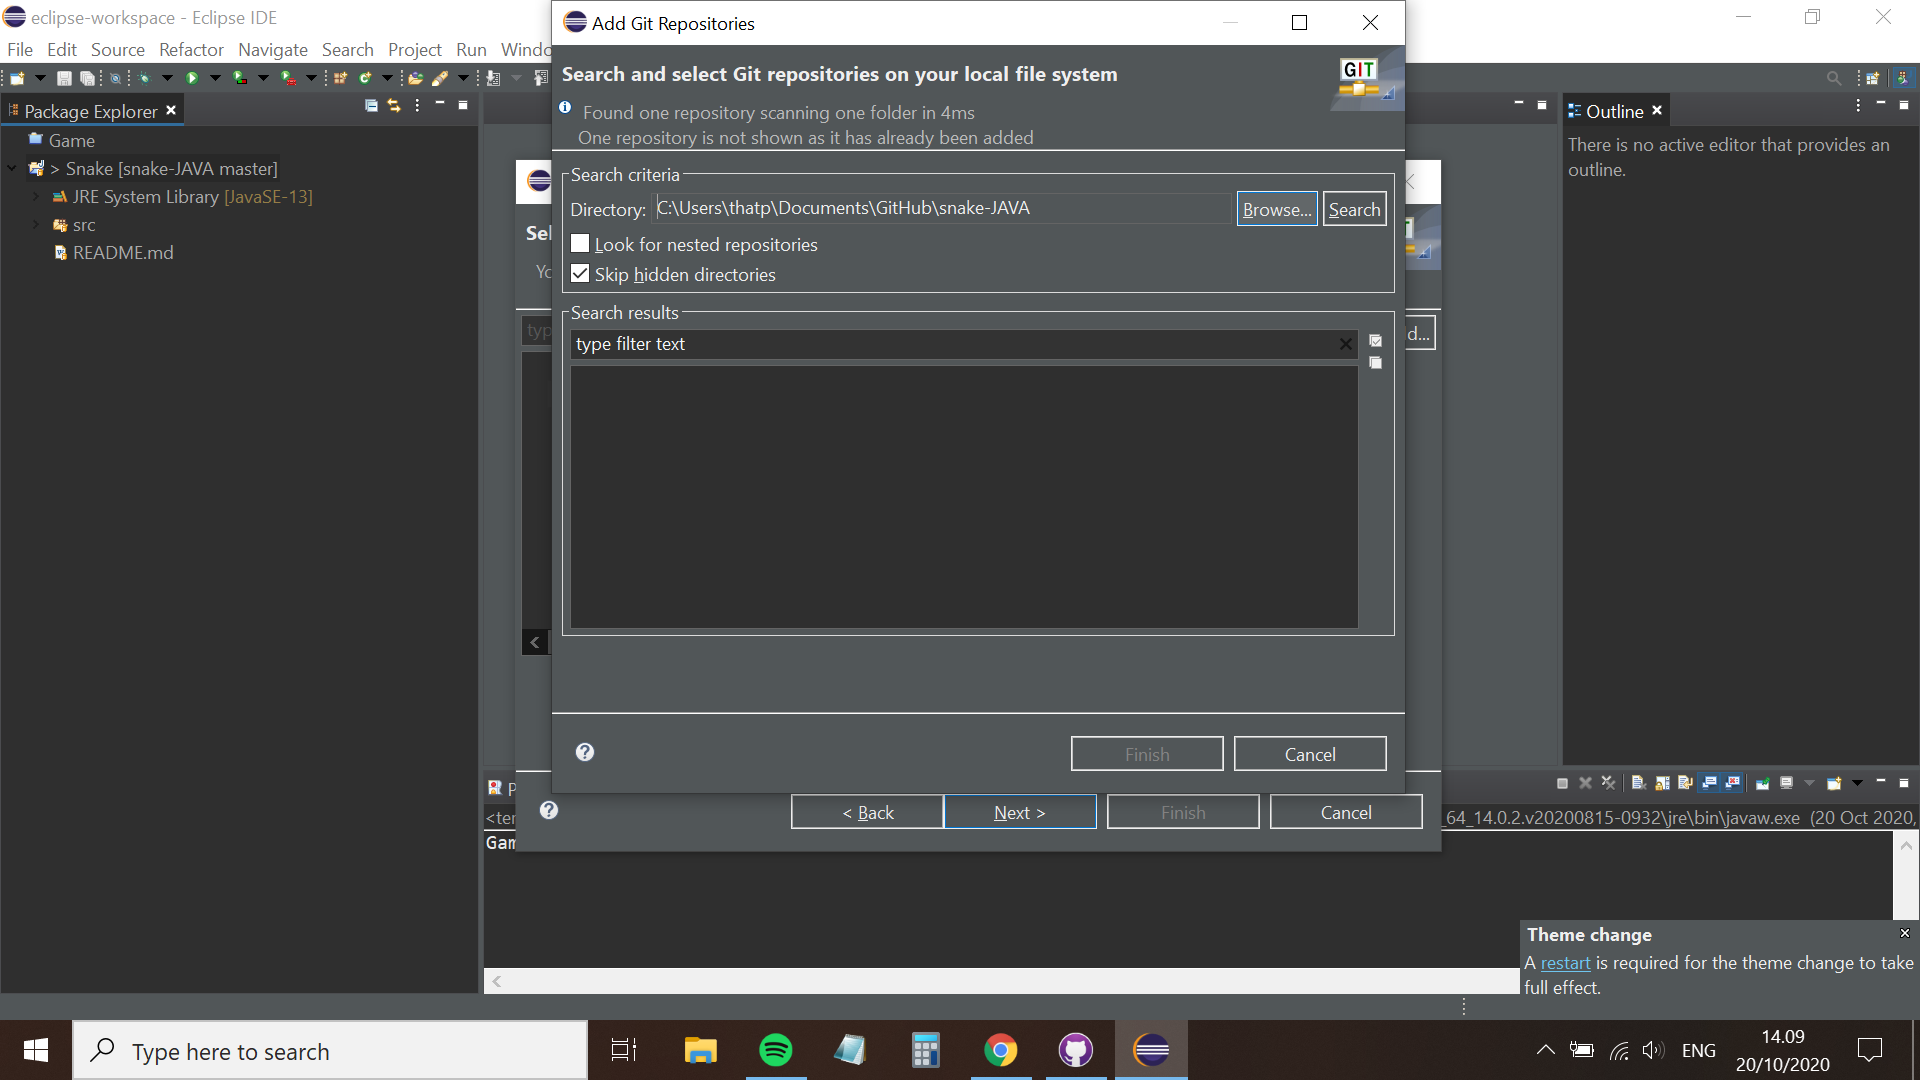 eclipse-workspace - Eclipse IDE
File Edit Source Refactor Navigate Search Project Run
Package Explorer
Game
> Snake [snake-JAVA master]
JRE System Library [JavaSE-13]
src
README.md
Add Git Repositories
Search and select Git repositories on your local file system
GIT
Found one repository scanning one folder in 4ms
One repository is not shown as it has already been added
Search criteria
Directory: C:\Users\thatp\Documents\GitHub\snake-JAVA
Browse...
Search
Look for nested repositories
Skip hidden directories
Search results
type filter text
Finish
Cancel
d...
< Back
Next >
Finish
Cancel
Outline
There is no active editor that provides an
outline.
_64_14.0.2.v20200815-0932\jre\bin\javaw.exe (20 Oct 2020,
Theme change
A restart is required for the theme change to take
full effect.
Type here to search
ENG
14.09
20/10/2020